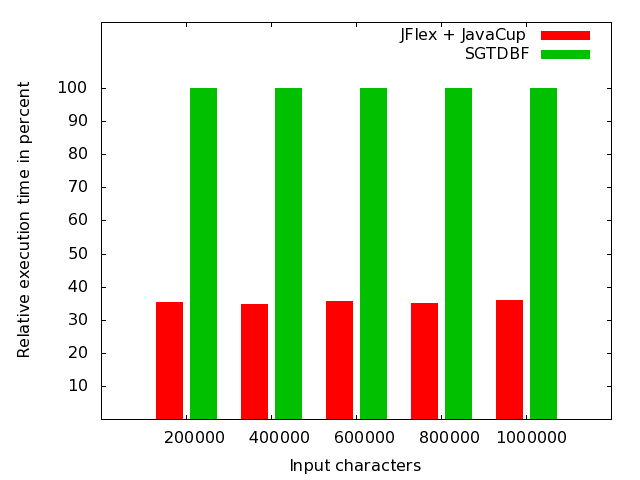 JFlex + JavaCup
SGTDBF
Relative execution time in percent
100
90
80
70
60
50
40
30
20
10
200000 400000 600000 800000 1000000
Input characters